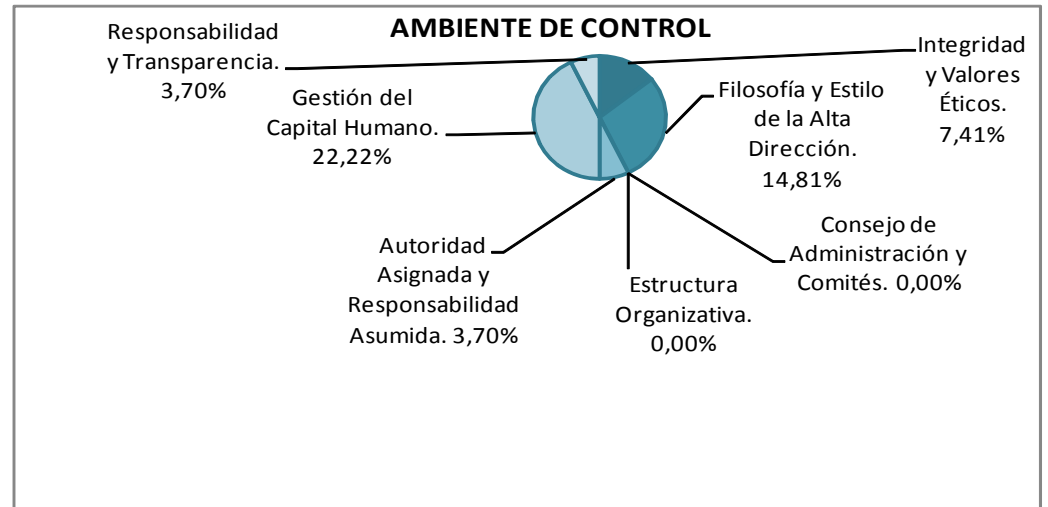 AMBIENTE DE CONTROL
Responsabilidad
y Transparencia.
3,70%
Gestión del
Capital Humano.
22,22%
Integridad
y Valores
Éticos.
7,41%
Filosofía y Estilo
de la Alta
Dirección.
14,81%
Consejo de
Administración y
Comités. 0,00%
Estructura
Organizativa.
0,00%
Autoridad
Asignada y
Responsabilidad
Asumida. 3,70%